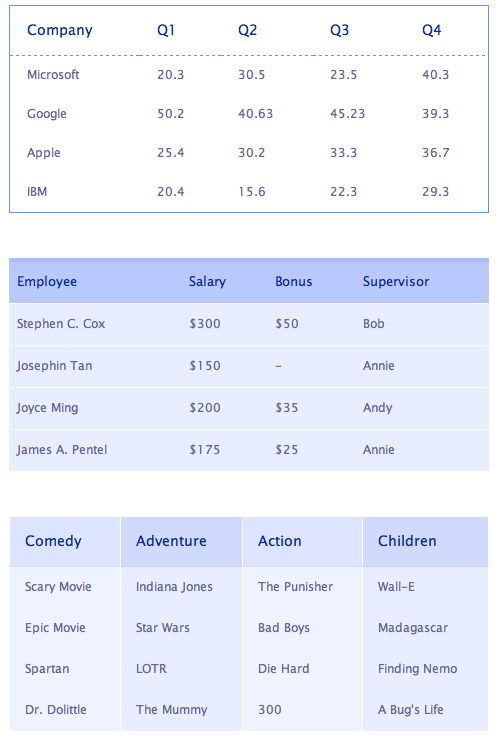 Company Q1 Q2 Q3 Q4
Microsoft 20.3 30.5 23.5 40.3
Google 50.2 40.63 45.23 39.3
Apple 25.4 30.2 33.3 36.7
IBM 20.4 15.6 22.3 29.3
Employee Salary Bonus Supervisor
Stephen C. Cox $300 $50 Bob
Josephin Tan $150 – Annie
Joyce Ming $200 $35 Andy
James A. Pentel $175 $25 Annie
Comedy Adventure Action Children
Scary Movie Indiana Jones The Punisher Wall-E
Epic Movie Star Wars Bad Boys Madagascar
Spartan LOTR Die Hard Finding Nemo
Dr. Dolittle The Mummy 300 A Bug's Life